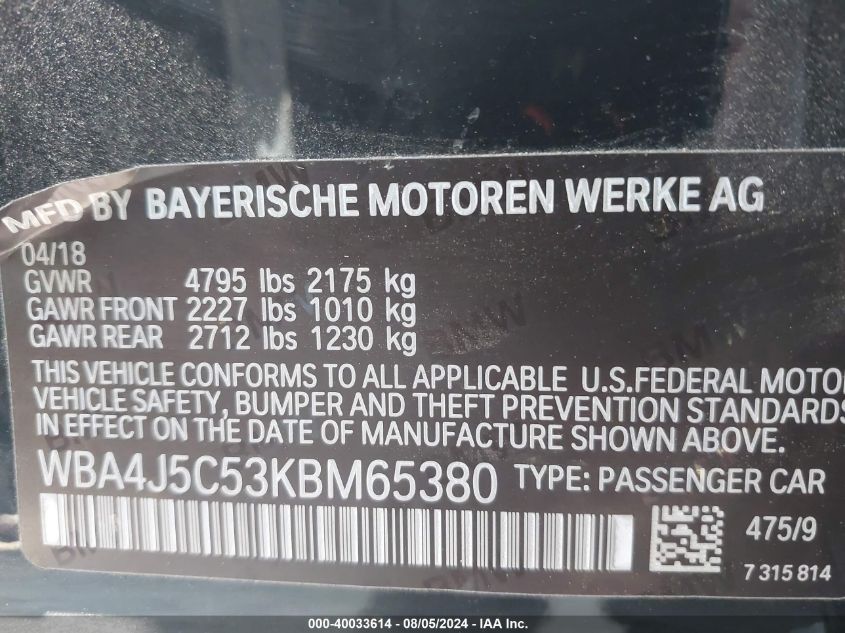 MFD BY BAYERISCHE MOTOREN WERKE AG
04/18
GVWR 4795 lbs 2175 kg
GAWR FRONT 2227 lbs 1010 kg
GAWR REAR 2712 lbs 1230 kg
THIS VEHICLE CONFORMS TO ALL APPLICABLE U.S.FEDERAL MOTO
VEHICLE SAFETY, BUMPER AND THEFT PREVENTION STANDARDS
IN EFFECT ON THE DATE OF MANUFACTURE SHOWN ABOVE.
WBA4J5C53KBM65380 TYPE: PASSENGER CAR
475/9
7 315 814
000-40033614 - 08/05/2024 - IAA Inc.